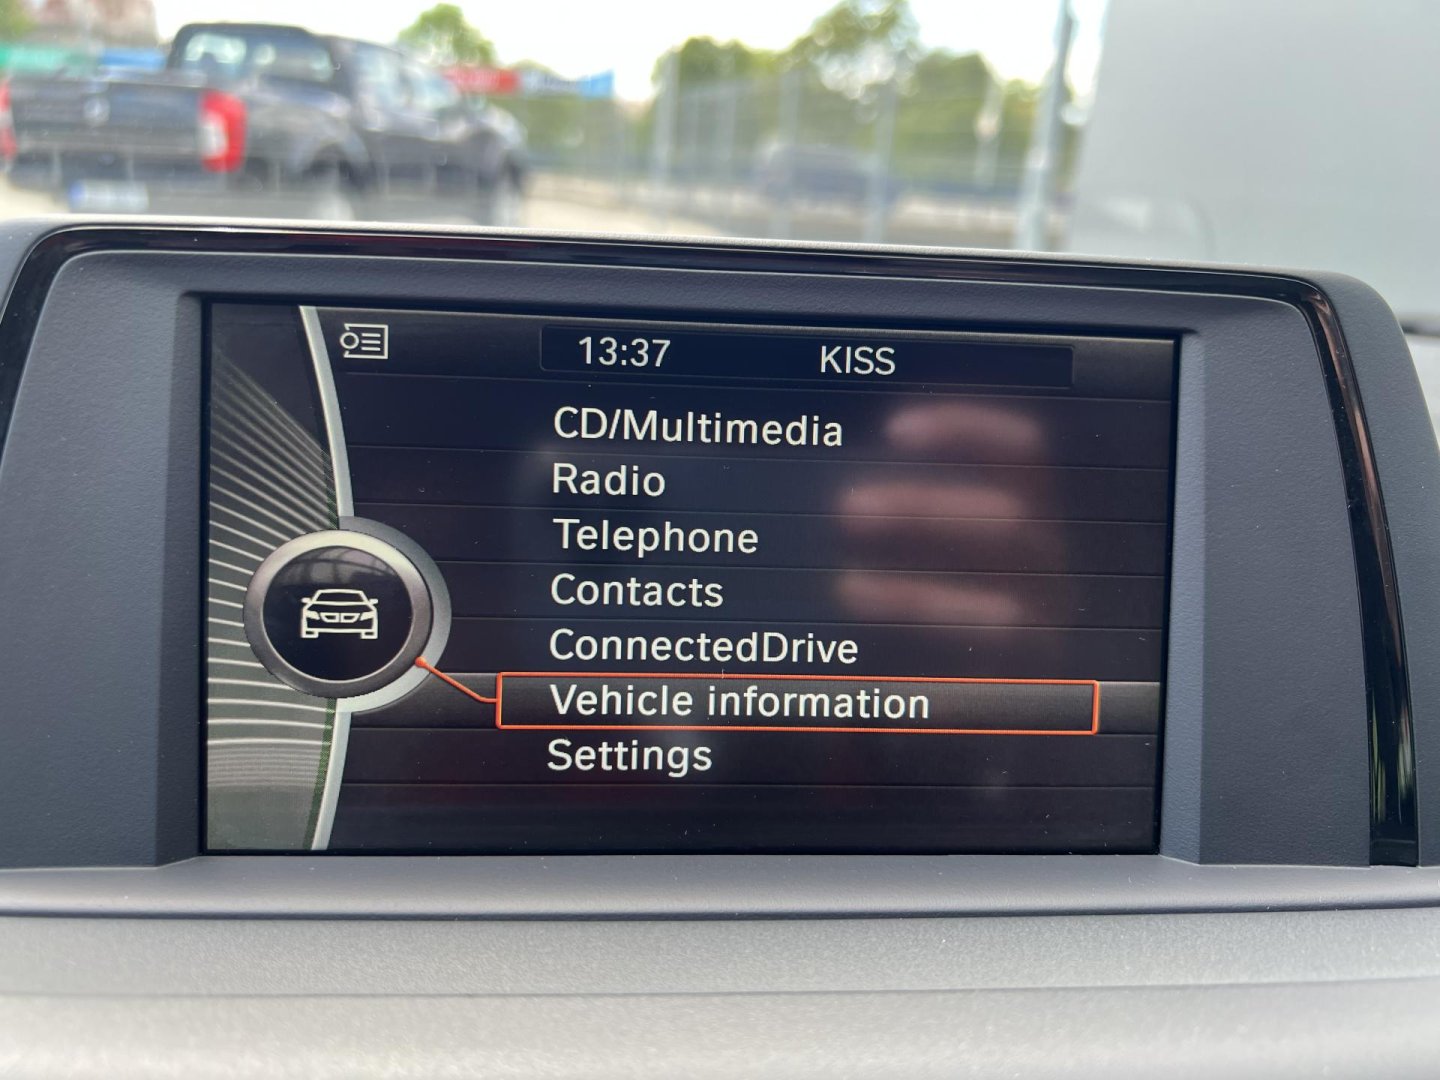 13:37 KISS
CD/Multimedia
Radio
Telephone
Contacts
ConnectedDrive
Vehicle information
Settings